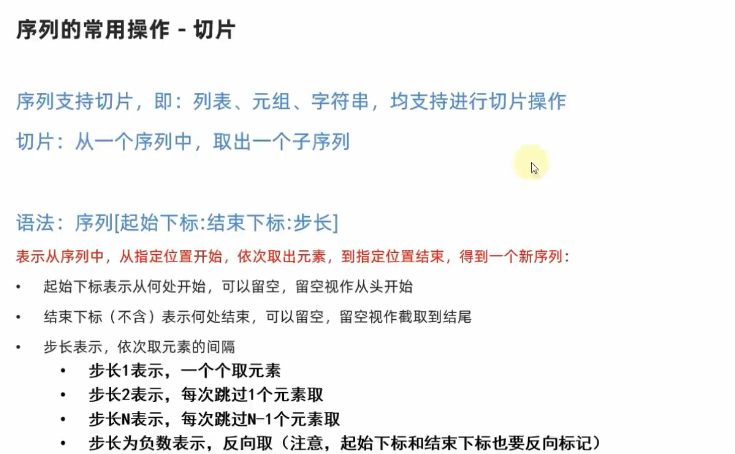 序列的常用操作 - 切片
序列支持切片，即：列表、元组、字符串，均支持进行切片操作
切片：从一个序列中，取出一个子序列
语法：序列[起始下标:结束下标:步长]
表示从序列中，从指定位置开始，依次取出元素，到指定位置结束，得到一个新序列：
• 起始下标表示从何处开始，可以留空，留空视作从头开始
• 结束下标（不含）表示何处结束，可以留空，留空视作截取到结尾
• 步长表示，依次取元素的间隔
• 步长1表示，一个个取元素
• 步长2表示，每次跳过1个元素取
• 步长N表示，每次跳过N-1个元素取
• 步长为负数表示，反向取（注意，起始下标和结束下标也要反向标记）